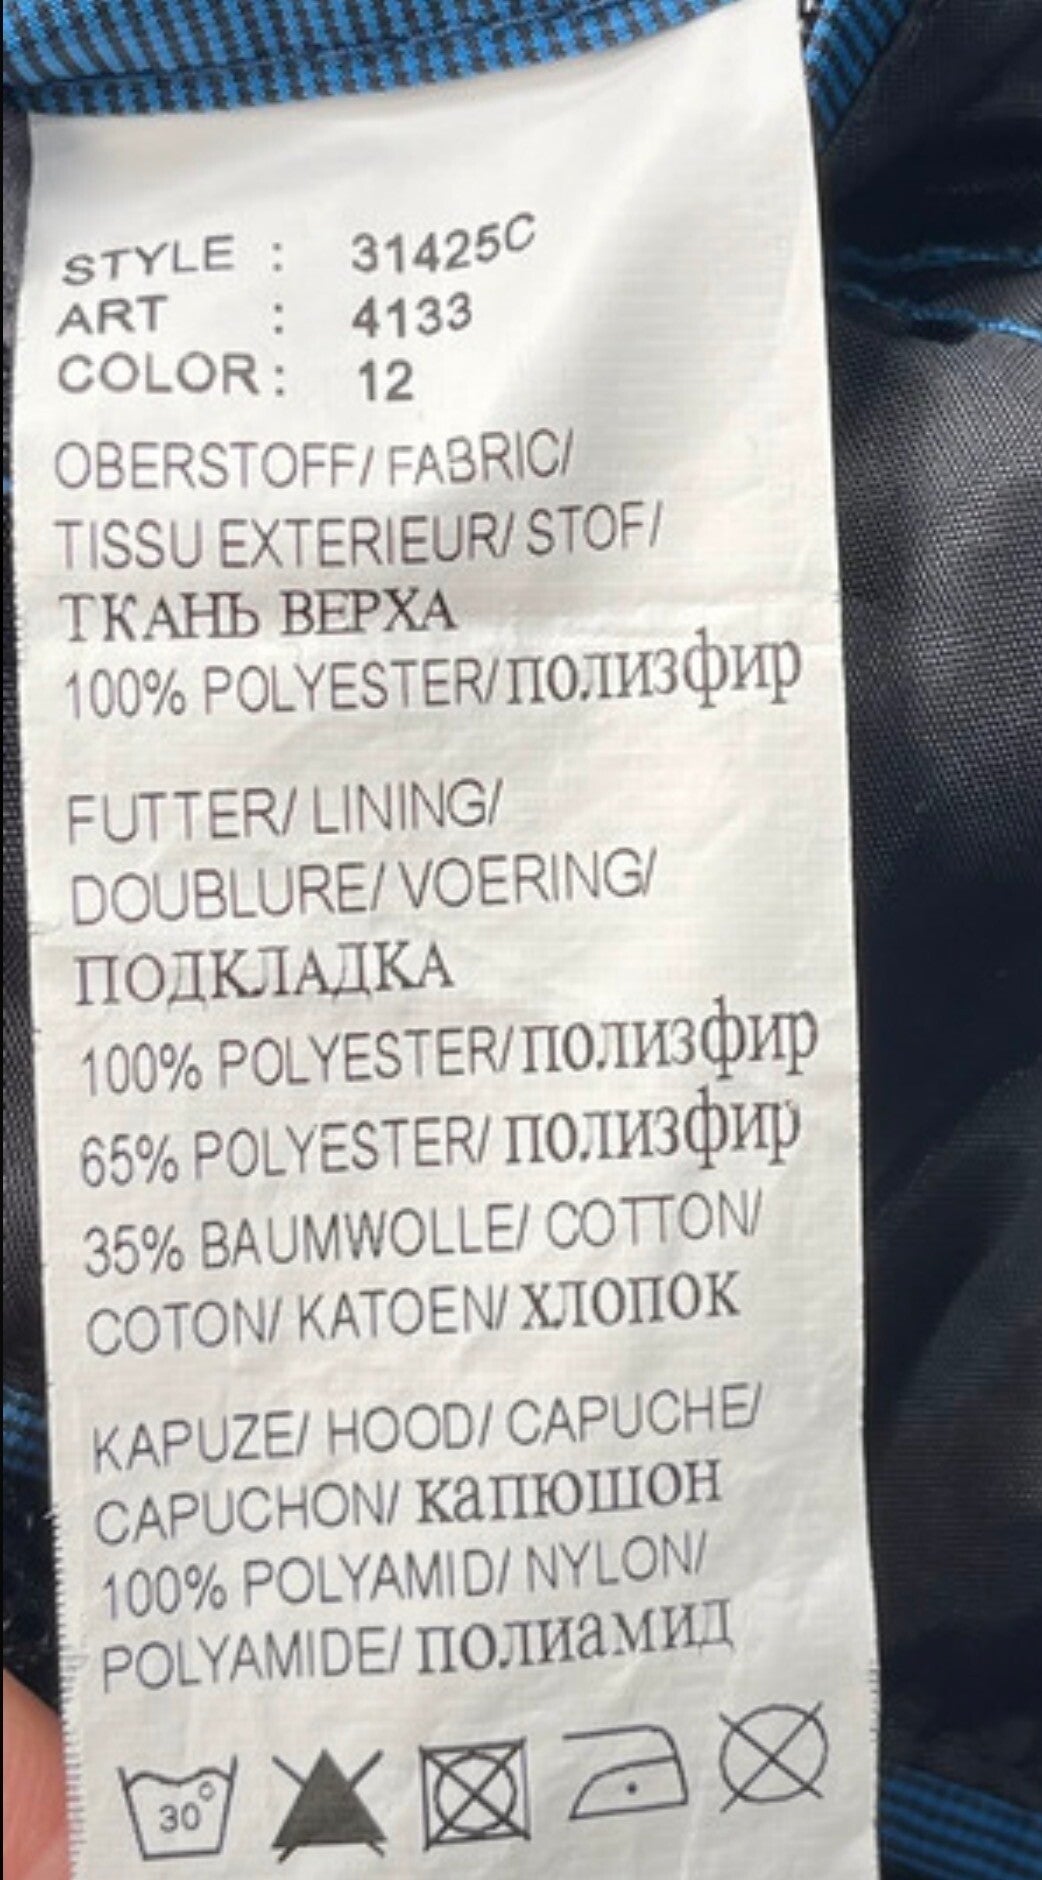 STYLE : 31425C
ART : 4133
COLOR : 12
OBERSTOFF/ FABRIC/
TISSU EXTERIEUR/ STOF/
ТКАНЬ ВЕРХА
100% POLYESTER/полизфир
FUTTER/ LINING/
DOUBLURE/ VOERING/
ПОДКЛАДКА
100% POLYESTER/полизфир
65% POLYESTER/ полизфир
35% BAUMWOLLE/ COTTON/
COTON/ KATOEN/ хлопок
KAPUZE/ HOOD/ CAPUCHE/
CAPUCHON/ капюшон
100% POLYAMID/ NYLON/
POLYAMIDE/ полиамид
30°